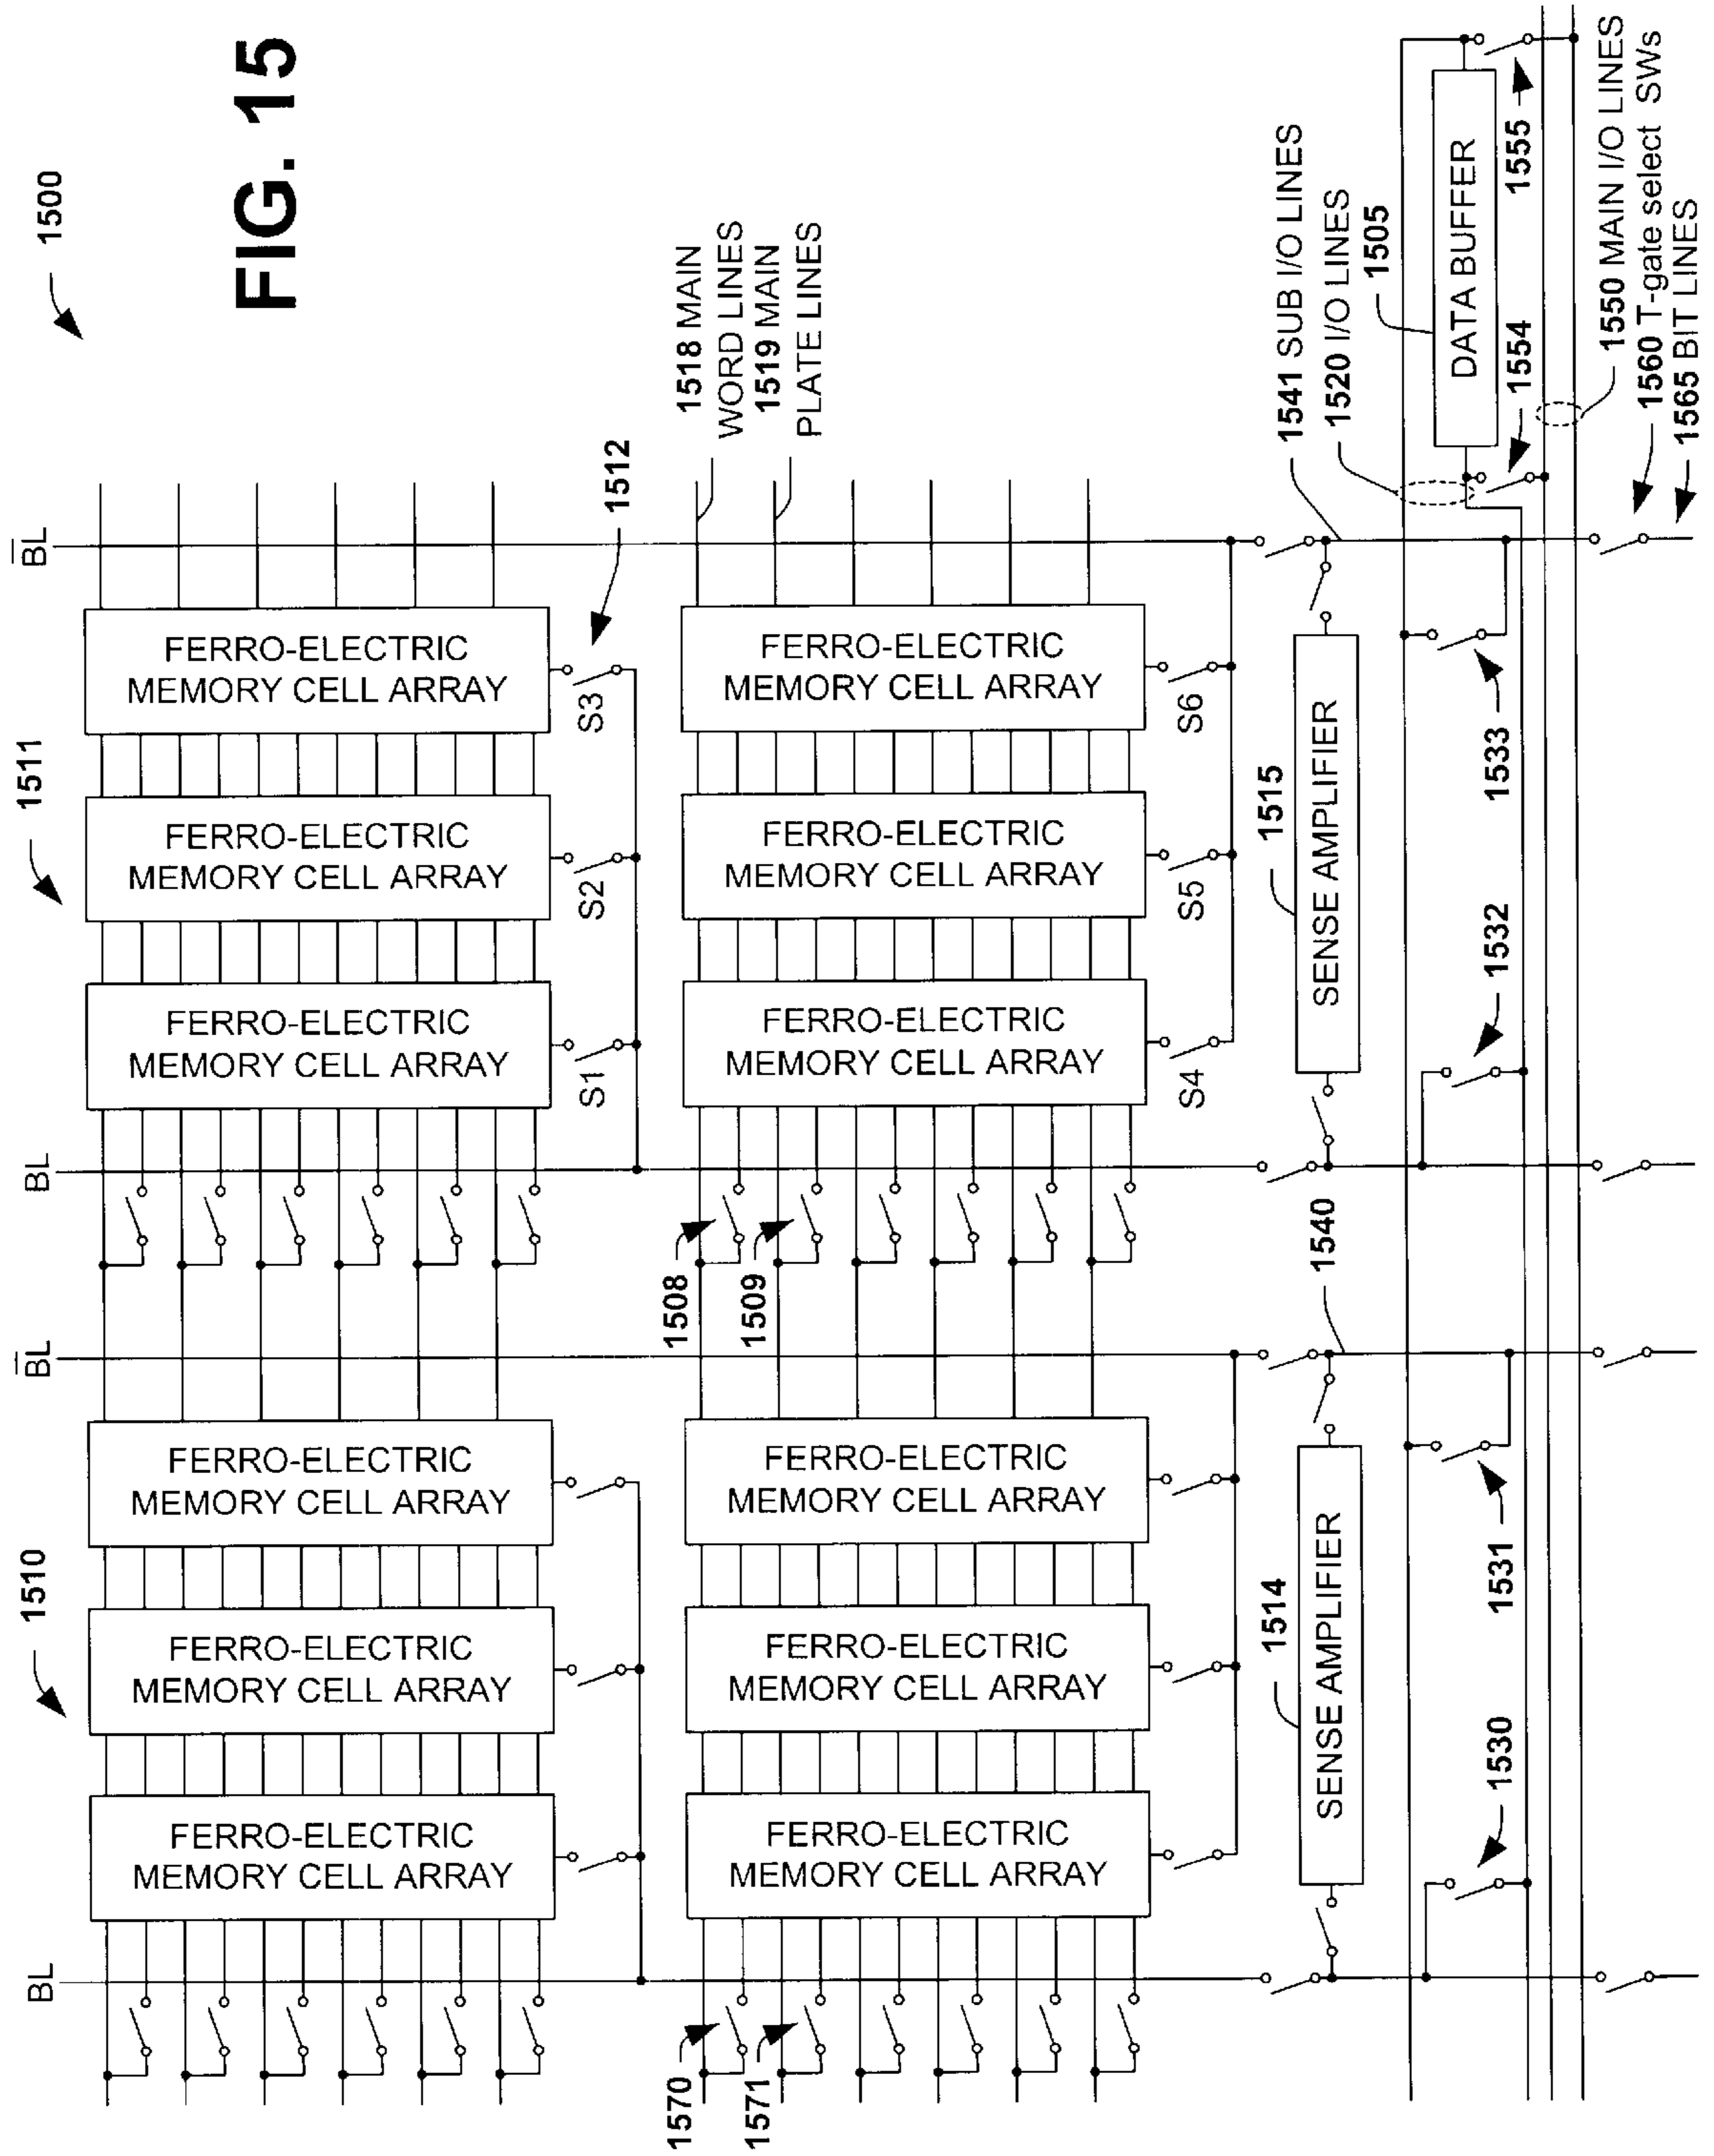 1500
FIG. 15
BL
1510
B̅L̅
BL
1511
B̅L̅
FERRO-ELECTRIC
MEMORY CELL ARRAY
FERRO-ELECTRIC
MEMORY CELL ARRAY
FERRO-ELECTRIC
MEMORY CELL ARRAY
FERRO-ELECTRIC
MEMORY CELL ARRAY
FERRO-ELECTRIC
MEMORY CELL ARRAY
FERRO-ELECTRIC
MEMORY CELL ARRAY
S1
S2
S3
1512
1518 MAIN
WORD LINES
1519 MAIN
PLATE LINES
1570
1571
1508
1509
FERRO-ELECTRIC
MEMORY CELL ARRAY
FERRO-ELECTRIC
MEMORY CELL ARRAY
FERRO-ELECTRIC
MEMORY CELL ARRAY
FERRO-ELECTRIC
MEMORY CELL ARRAY
FERRO-ELECTRIC
MEMORY CELL ARRAY
FERRO-ELECTRIC
MEMORY CELL ARRAY
S4
S5
S6
1514
SENSE AMPLIFIER
1540
1515
SENSE AMPLIFIER
1541 SUB I/O LINES
1520 I/O LINES
1505
DATA BUFFER
1530
1531
1532
1533
1554
1555
1550 MAIN I/O LINES
1560 T-gate select SWs
1565 BIT LINES